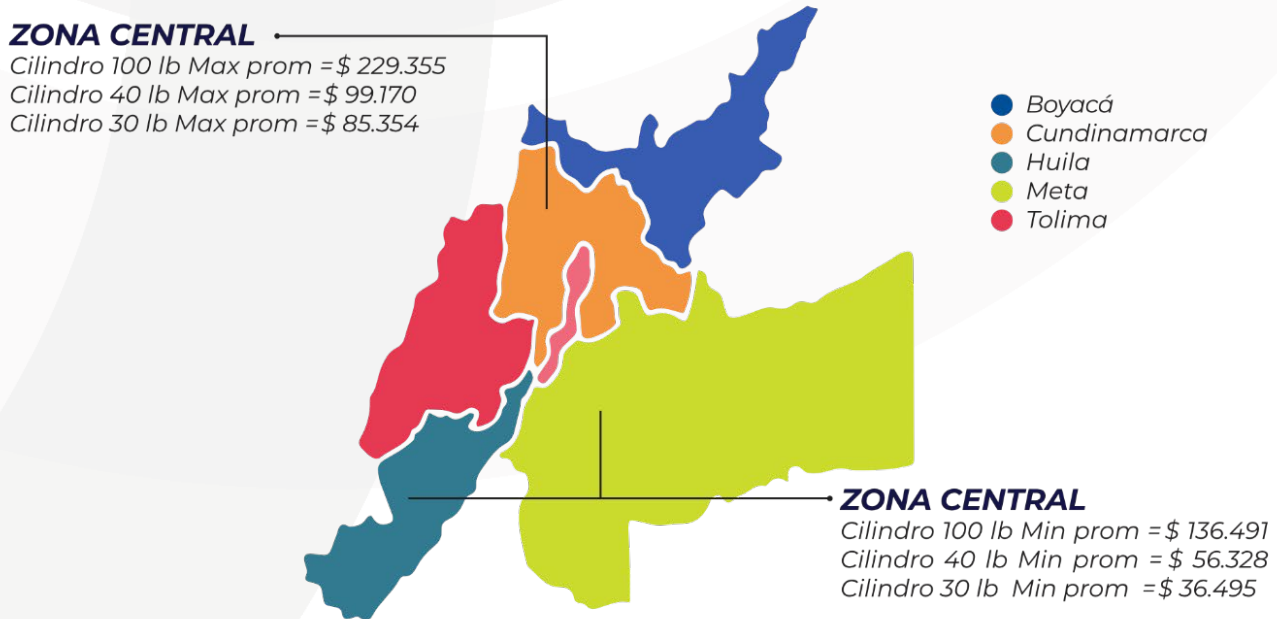 ZONA CENTRAL
Cilindro 100 lb Max prom = $ 229.355
Cilindro 40 lb Max prom = $ 99.170
Cilindro 30 lb Max prom = $ 85.354
Boyacá
Cundinamarca
Huila
Meta
Tolima
ZONA CENTRAL
Cilindro 100 lb Min prom = $ 136.491
Cilindro 40 lb Min prom = $ 56.328
Cilindro 30 lb Min prom = $ 36.495